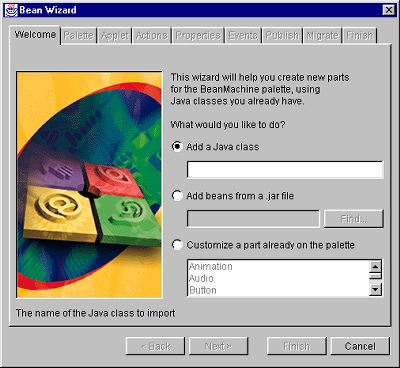 Bean Wizard
Welcome Palette Applet Actions Properties Events Publish Migrate Finish
This wizard will help you create new parts
for the BeanMachine palette, using
Java classes you already have.
What would you like to do?
Add a Java class
Add beans from a .jar file
Find...
Customize a part already on the palette
Animation
Audio
Button
The name of the Java class to import
< Back Next > Finish Cancel